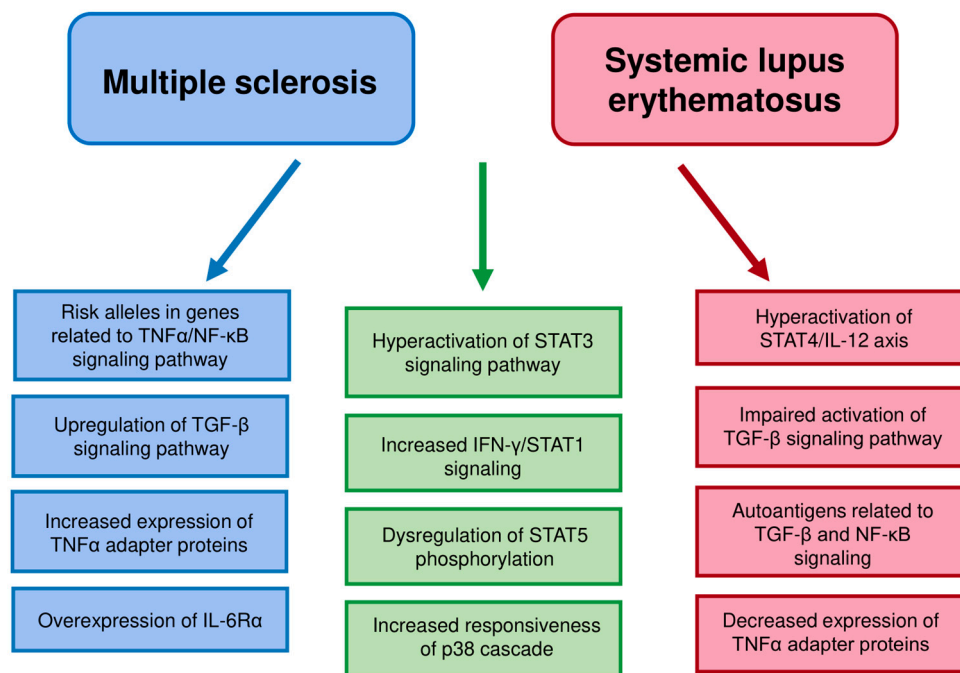 Multiple sclerosis
Systemic lupus
erythematosus
Risk alleles in genes
related to TNFα/NF-κB
signaling pathway
Upregulation of TGF-β
signaling pathway
Increased expression of
TNFα adapter proteins
Overexpression of IL-6Rα
Hyperactivation of STAT3
signaling pathway
Increased IFN-γ/STAT1
signaling
Dysregulation of STAT5
phosphorylation
Increased responsiveness
of p38 cascade
Hyperactivation of
STAT4/IL-12 axis
Impaired activation of
TGF-β signaling pathway
Autoantigens related to
TGF-β and NF-κB
signaling
Decreased expression of
TNFα adapter proteins